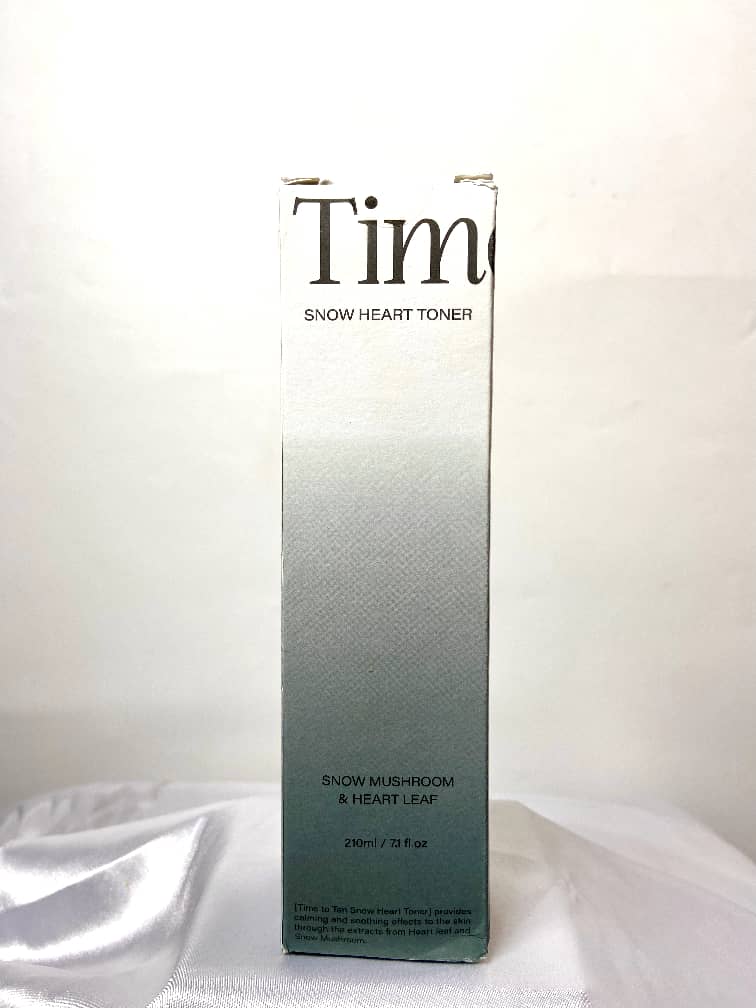 Time
SNOW HEART TONER
SNOW MUSHROOM
& HEART LEAF
210ml / 7.1 fl.oz
[Time to Ten Snow Heart Toner] provides
calming and soothing effects to the skin
through the extracts from Heart leaf and
Snow Mushroom.